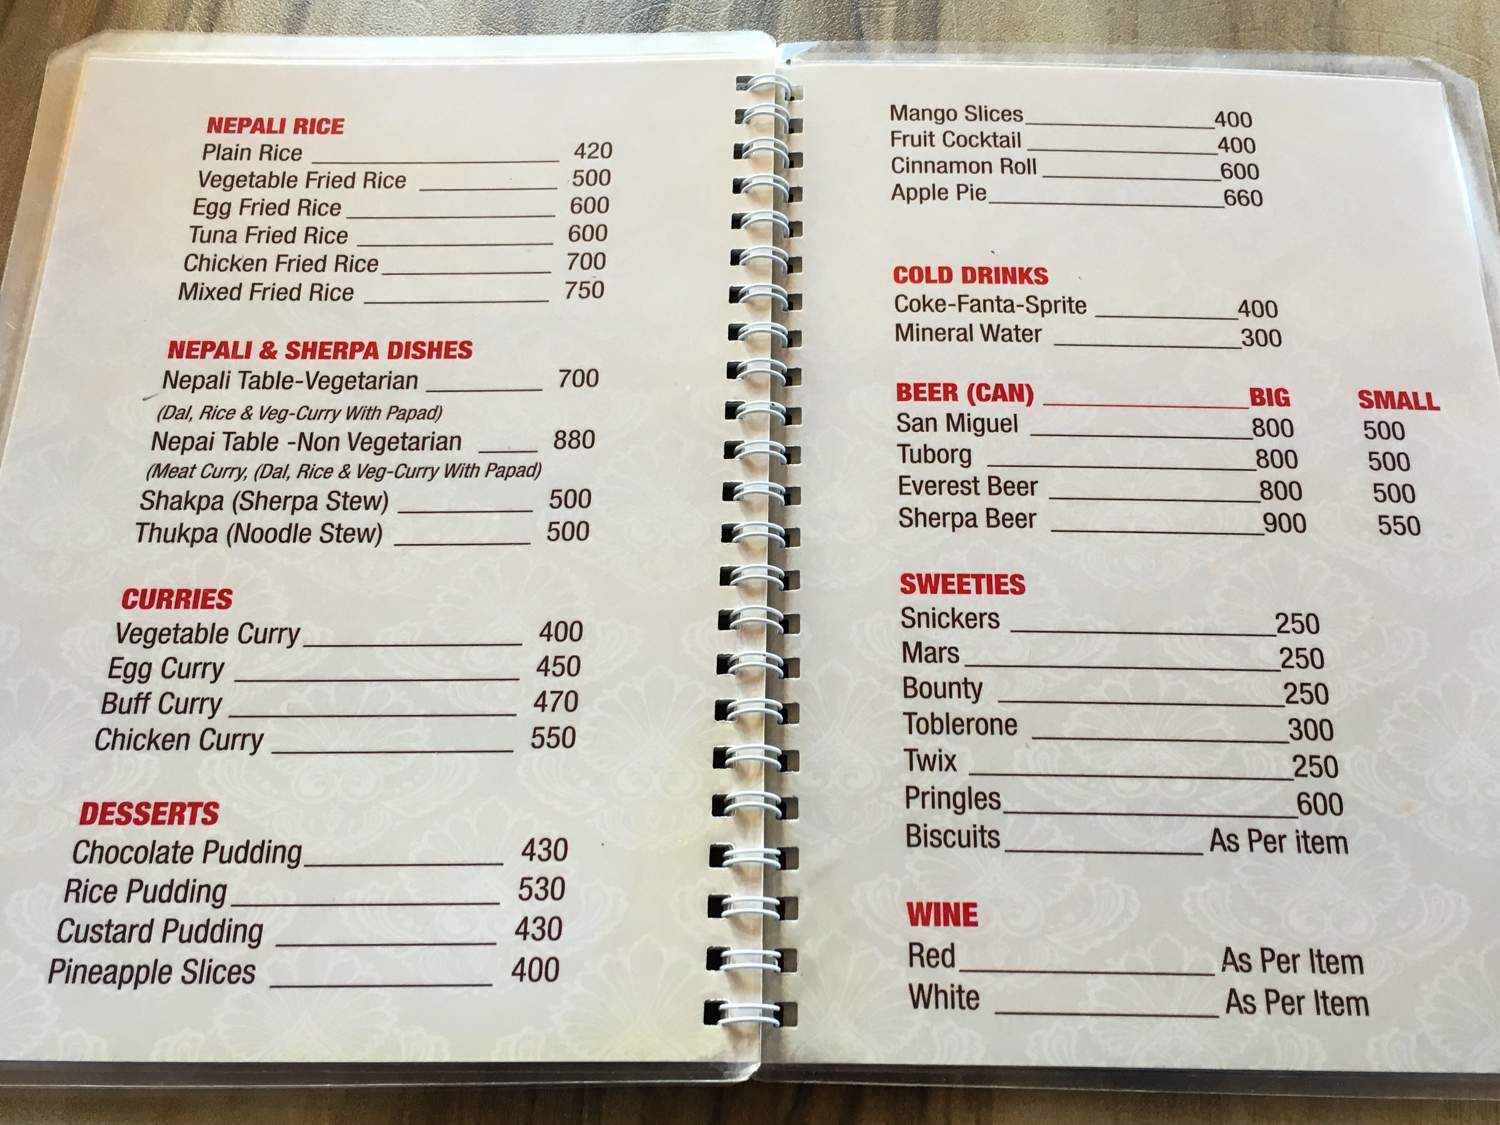 NEPALI RICE
Plain Rice 420
Vegetable Fried Rice 500
Egg Fried Rice 600
Tuna Fried Rice 600
Chicken Fried Rice 700
Mixed Fried Rice 750
NEPALI & SHERPA DISHES
Nepali Table-Vegetarian 700
(Dal, Rice & Veg-Curry With Papad)
Nepai Table -Non Vegetarian 880
(Meat Curry, (Dal, Rice & Veg-Curry With Papad)
Shakpa (Sherpa Stew) 500
Thukpa (Noodle Stew) 500
CURRIES
Vegetable Curry 400
Egg Curry 450
Buff Curry 470
Chicken Curry 550
DESSERTS
Chocolate Pudding 430
Rice Pudding 530
Custard Pudding 430
Pineapple Slices 400
Mango Slices 400
Fruit Cocktail 400
Cinnamon Roll 600
Apple Pie 660
COLD DRINKS
Coke-Fanta-Sprite 400
Mineral Water 300
BEER (CAN) BIG SMALL
San Miguel 800 500
Tuborg 800 500
Everest Beer 800 500
Sherpa Beer 900 550
SWEETIES
Snickers 250
Mars 250
Bounty 250
Toblerone 300
Twix 250
Pringles 600
Biscuits As Per item
WINE
Red As Per Item
White As Per Item